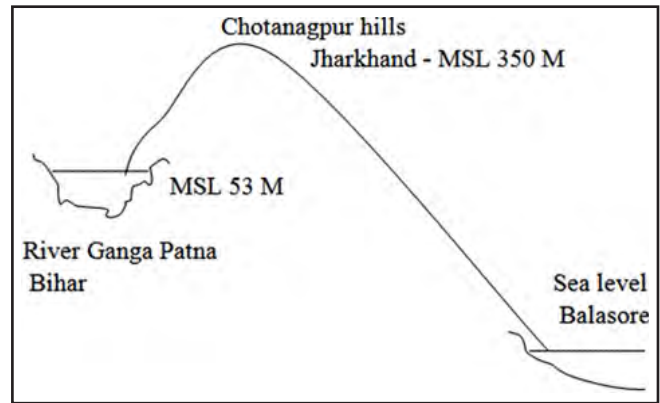 Chotanagpur hills
Jharkhand - MSL 350 M
MSL 53 M
River Ganga Patna
Bihar
Sea level
Balasore